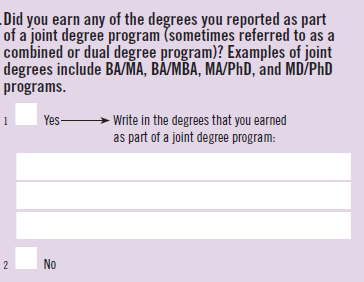 Did you earn any of the degrees you reported as part
of a joint degree program (sometimes referred to as a
combined or dual degree program)? Examples of joint
degrees include BA/MA, BA/MBA, MA/PhD, and MD/PhD
programs.
1 Yes Write in the degrees that you earned
as part of a joint degree program:
2 No